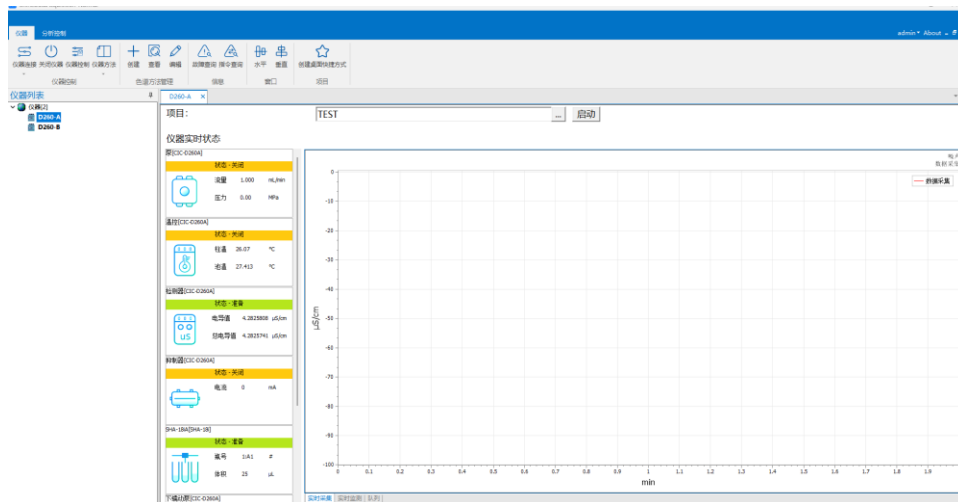 仪器 分析控制
admin About
仪器连接 关闭仪器 仪器控制 仪器方法 创建 查看 编辑 故障查询 指令查询 水平 垂直 创建桌面快捷方式
仪器控制 色谱方法管理 信息 窗口 项目
仪器列表
仪器[2]
D260-A
D260-B
D260-A ×
项目: TEST ... 启动
仪器实时状态
泵[CIC-D260A]
状态 - 关闭
流量 1.000 mL/min
压力 0.00 MPa
温控[CIC-D260A]
状态 - 关闭
柱温 26.07 ℃
池温 27.413 ℃
检测器[CIC-D260A]
状态 - 准备
电导值 4.2825808 μS/cm
总电导值 4.2825741 μS/cm
抑制器[CIC-D260A]
状态 - 关闭
电流 0 mA
SHA-18A[SHA-18]
状态 - 准备
瓶号 1:A1 #
体积 25 μL
下蠕动泵[CIC-D260A]
数据采集
0
-10
-20
-30
-40
-50
-60
-70
-80
-90
-100
μS/cm
0 0.1 0.2 0.3 0.4 0.5 0.6 0.7 0.8 0.9 1 1.1 1.2 1.3 1.4 1.5 1.6 1.7 1.8 1.9
min
实时采集 实时监测 队列